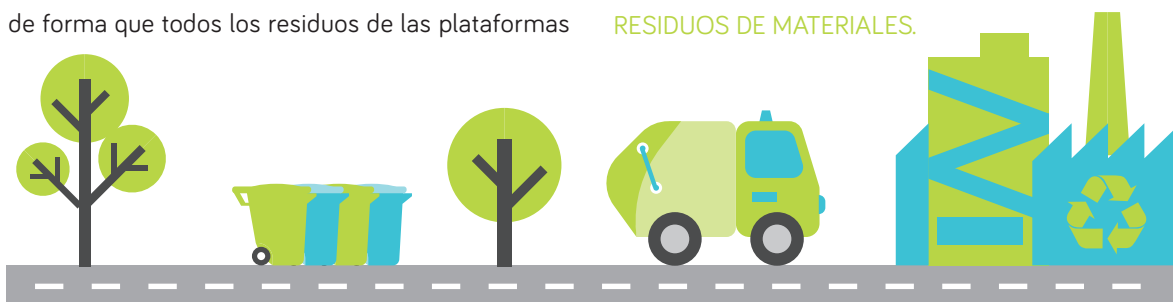 de forma que todos los residuos de las plataformas
RESIDUOS DE MATERIALES.